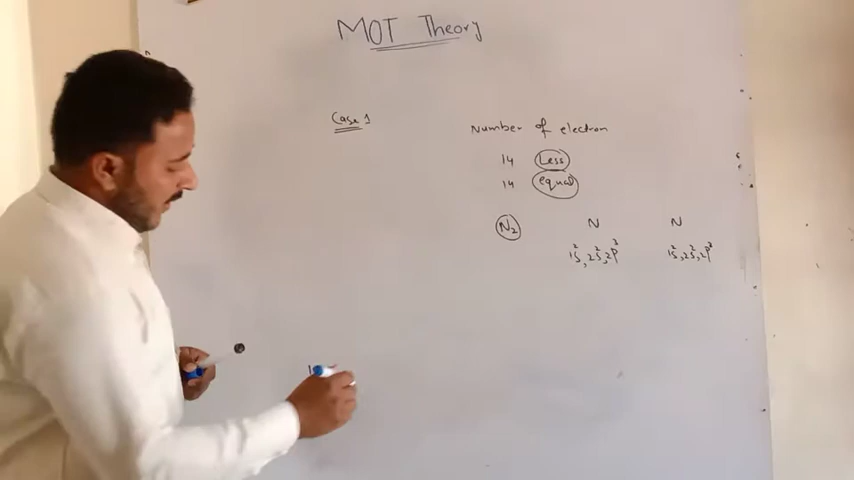 MOT Theory
Case 1
Number of electron
14 Less
14 equal
N₂ N N
1s², 2s², 2p³ 1s², 2s², 2p³